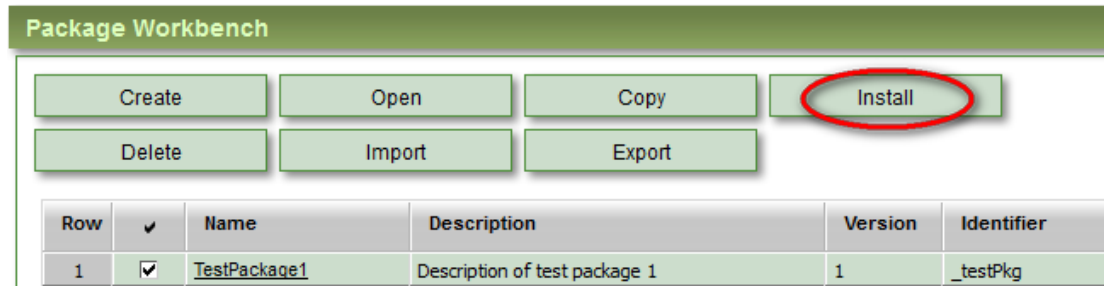 Package Workbench
Create Open Copy Install
Delete Import Export
Row Name Description Version Identifier
1 TestPackage1 Description of test package 1 1 _testPkg